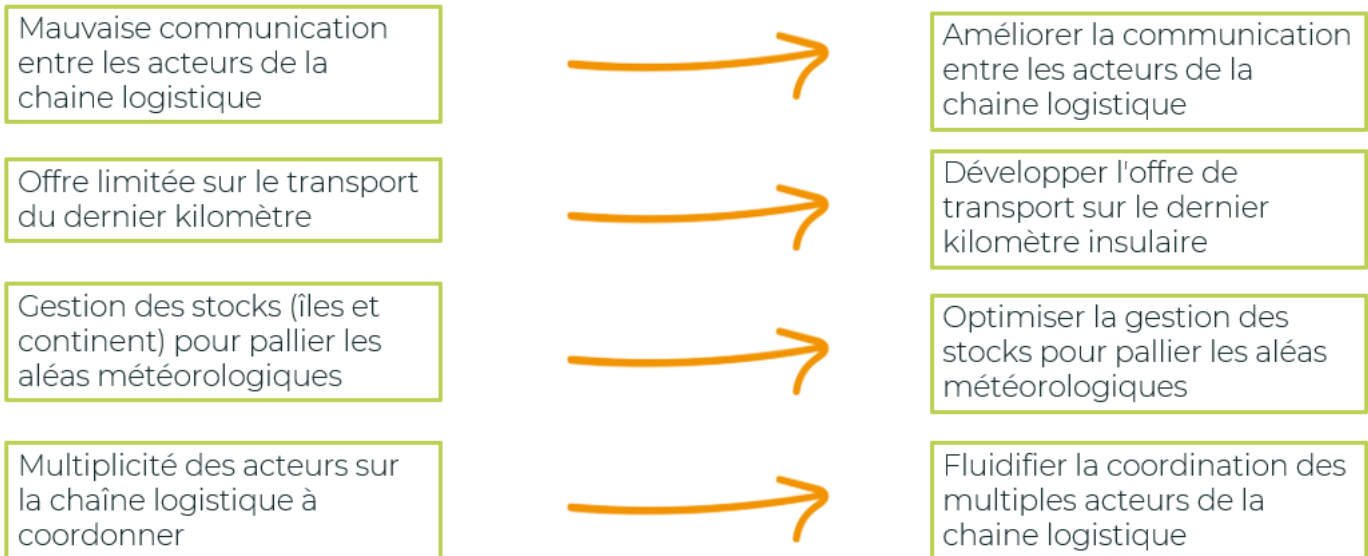 Mauvaise communication
entre les acteurs de la
chaine logistique
Améliorer la communication
entre les acteurs de la
chaine logistique
Offre limitée sur le transport
du dernier kilomètre
Développer l'offre de
transport sur le dernier
kilomètre insulaire
Gestion des stocks (îles et
continent) pour pallier les
aléas météorologiques
Optimiser la gestion des
stocks pour pallier les aléas
météorologiques
Multiplicité des acteurs sur
la chaîne logistique à
coordonner
Fluidifier la coordination des
multiples acteurs de la
chaine logistique